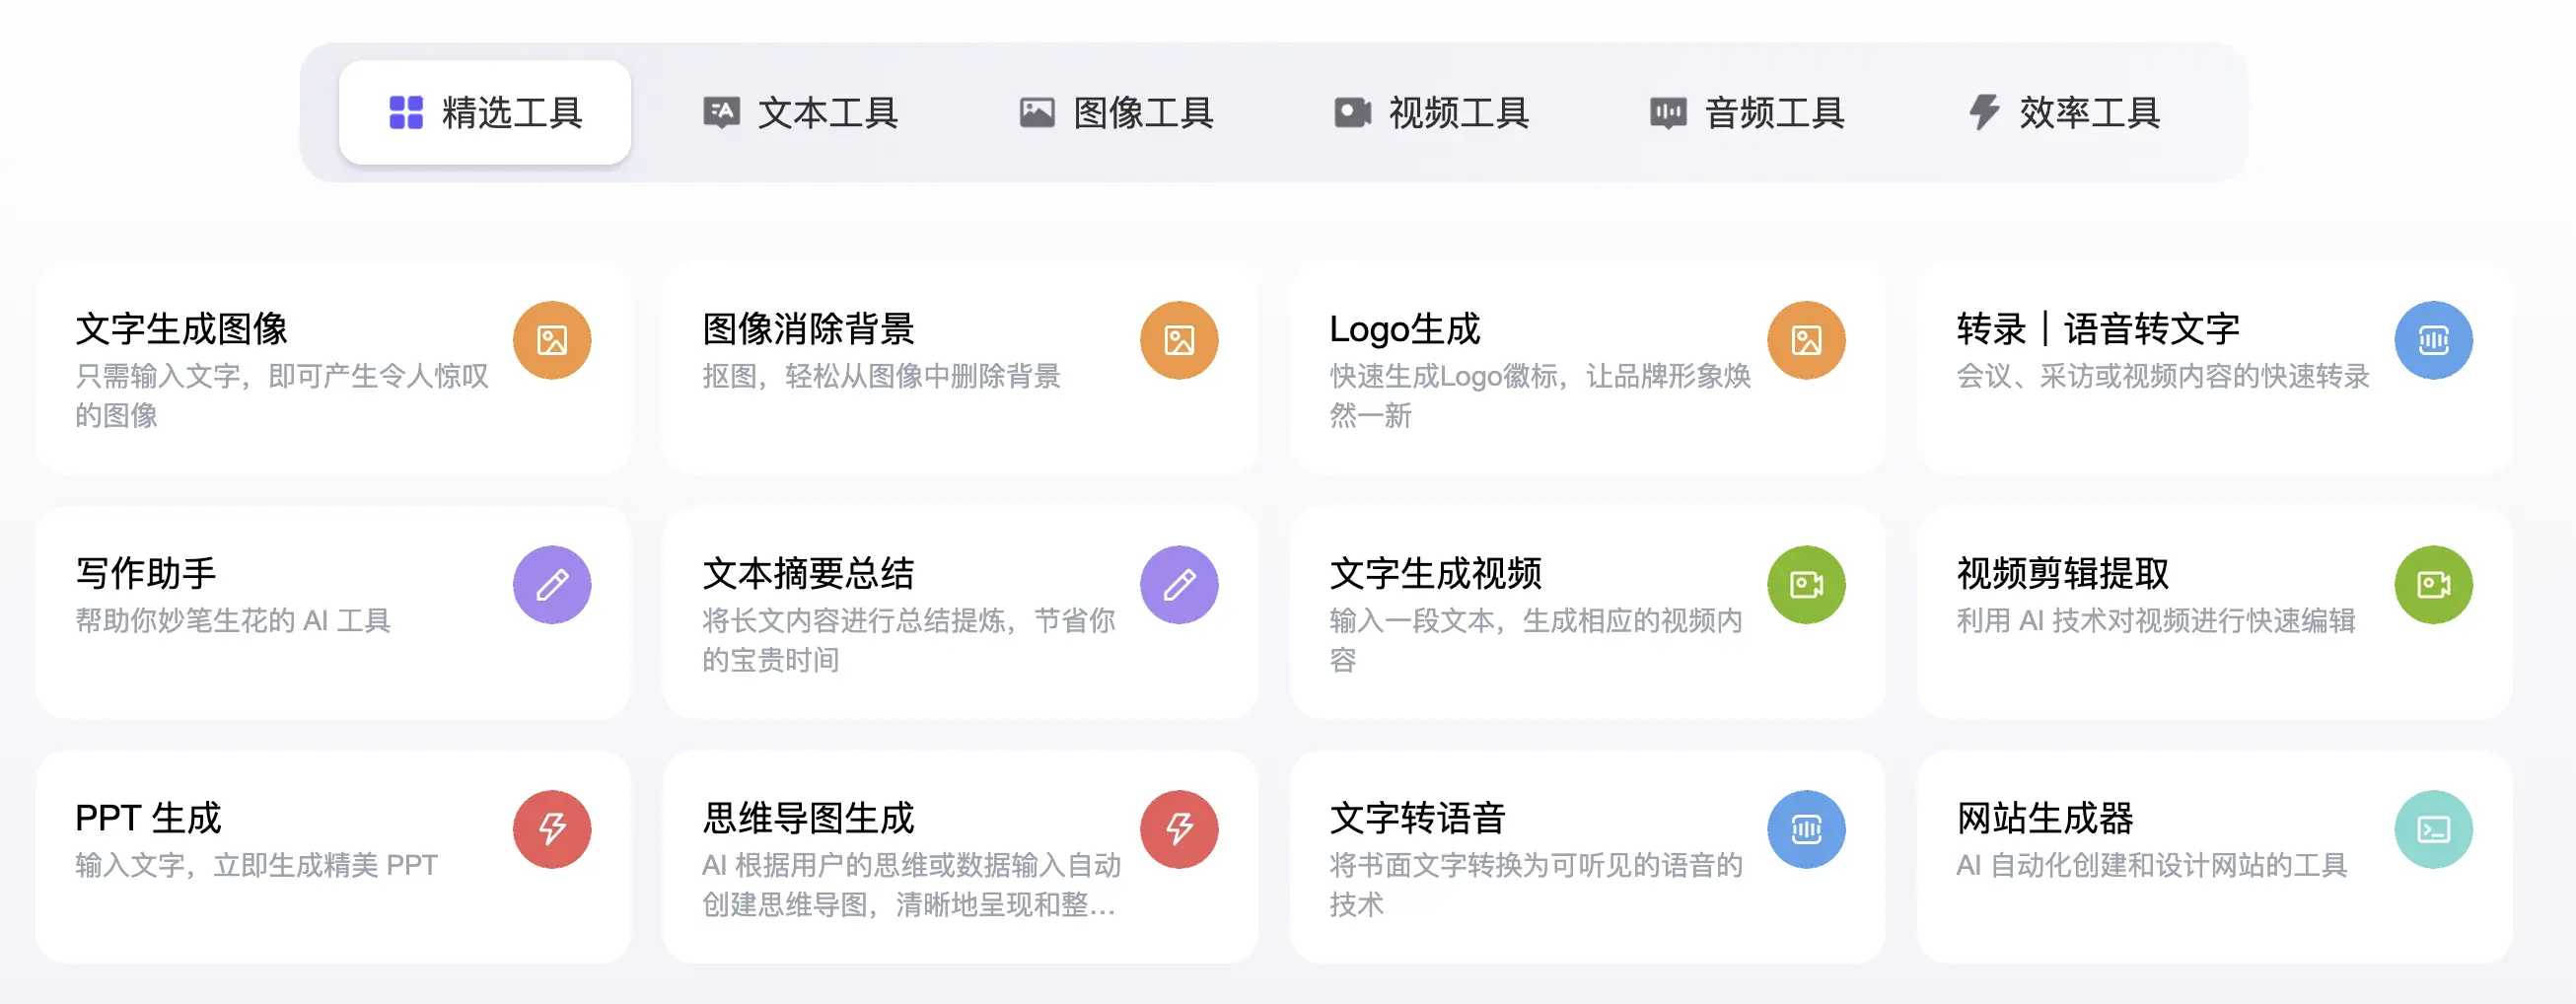 精选工具
文本工具
图像工具
视频工具
音频工具
效率工具
文字生成图像
只需输入文字，即可产生令人惊叹
的图像
图像消除背景
抠图，轻松从图像中删除背景
Logo生成
快速生成Logo徽标，让品牌形象焕
然一新
转录｜语音转文字
会议、采访或视频内容的快速转录
写作助手
帮助你妙笔生花的 AI 工具
文本摘要总结
将长文内容进行总结提炼，节省你
的宝贵时间
文字生成视频
输入一段文本，生成相应的视频内
容
视频剪辑提取
利用 AI 技术对视频进行快速编辑
PPT 生成
输入文字，立即生成精美 PPT
思维导图生成
AI 根据用户的思维或数据输入自动
创建思维导图，清晰地呈现和整...
文字转语音
将书面文字转换为可听见的语音的
技术
网站生成器
AI 自动化创建和设计网站的工具